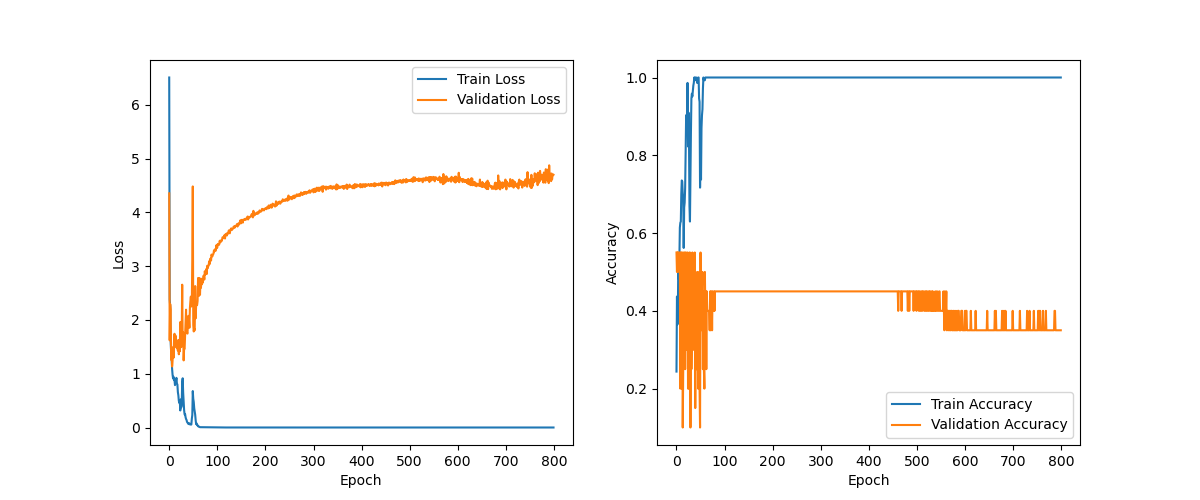 Train Loss
Validation Loss
6
5
4
3
2
1
0
Loss
0 100 200 300 400 500 600 700 800
Epoch
1.0
0.8
0.6
0.4
0.2
Accuracy
Train Accuracy
Validation Accuracy
0 100 200 300 400 500 600 700 800
Epoch